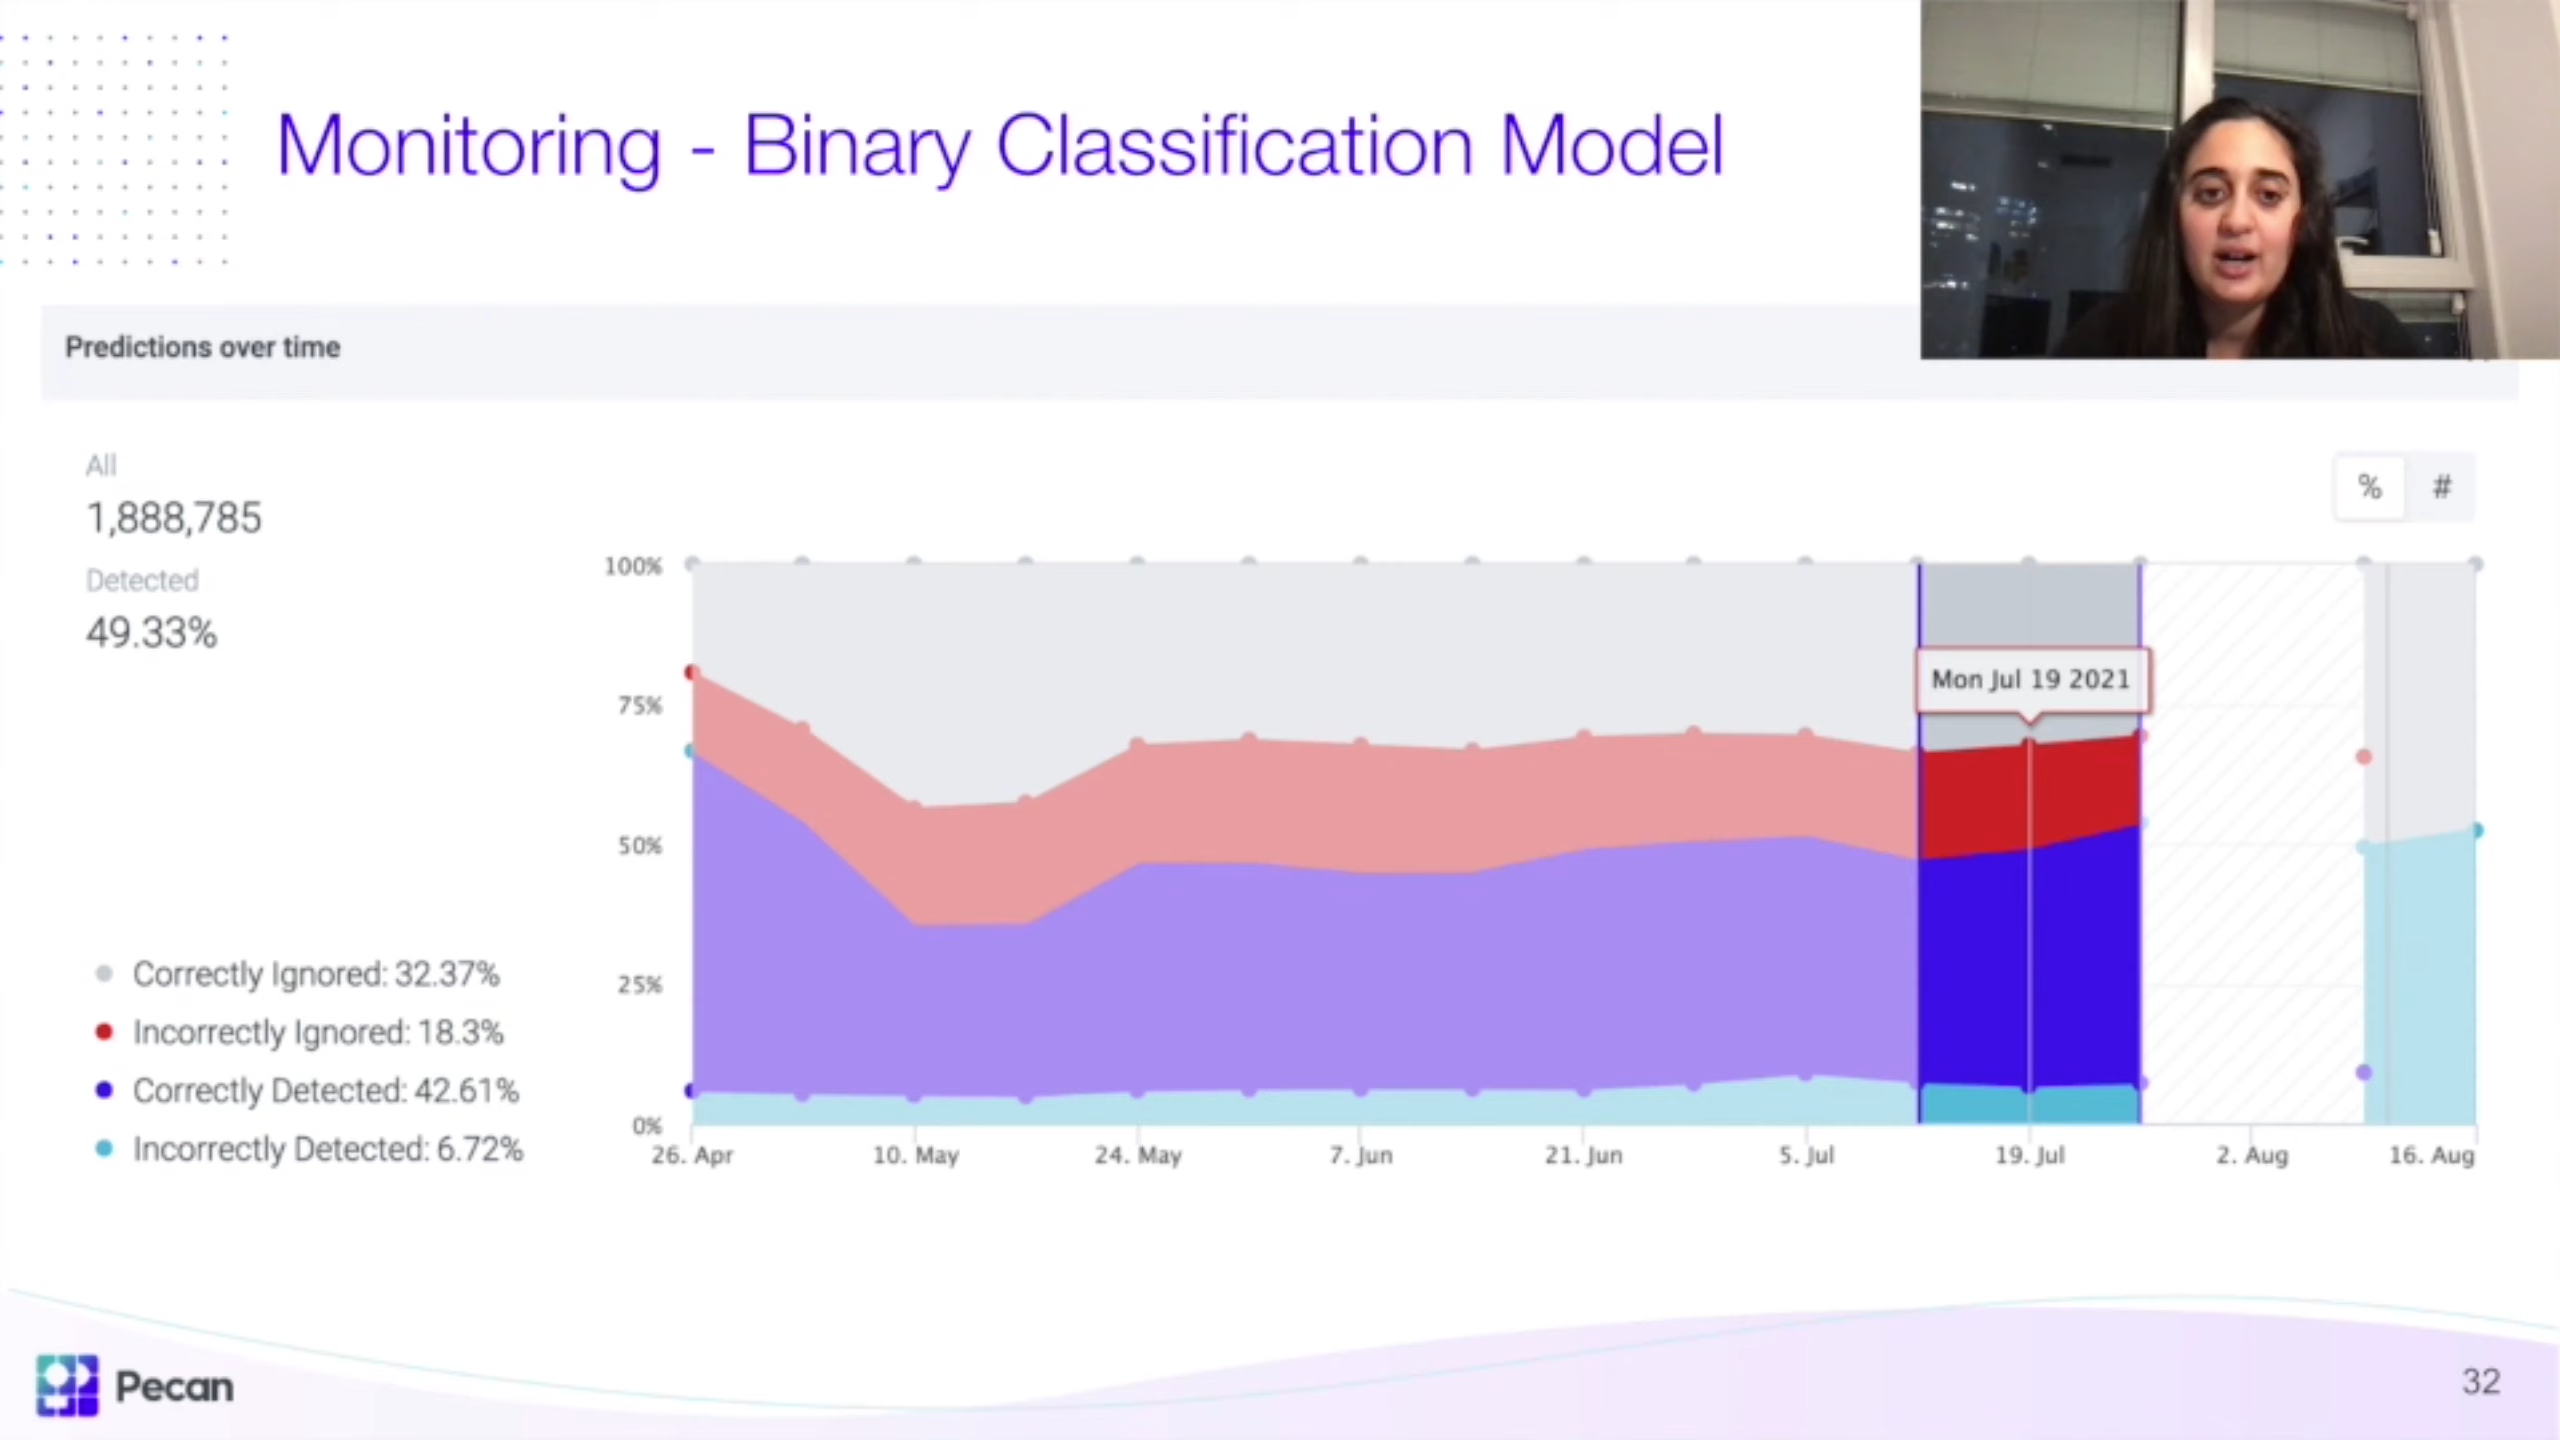 Monitoring - Binary Classification Model
Predictions over time
All
1,888,785
Detected
49.33%
% #
100%
75%
50%
25%
0%
Mon Jul 19 2021
Correctly Ignored: 32.37%
Incorrectly Ignored: 18.3%
Correctly Detected: 42.61%
Incorrectly Detected: 6.72%
26. Apr 10. May 24. May 7. Jun 21. Jun 5. Jul 19. Jul 2. Aug 16. Aug
Pecan
32